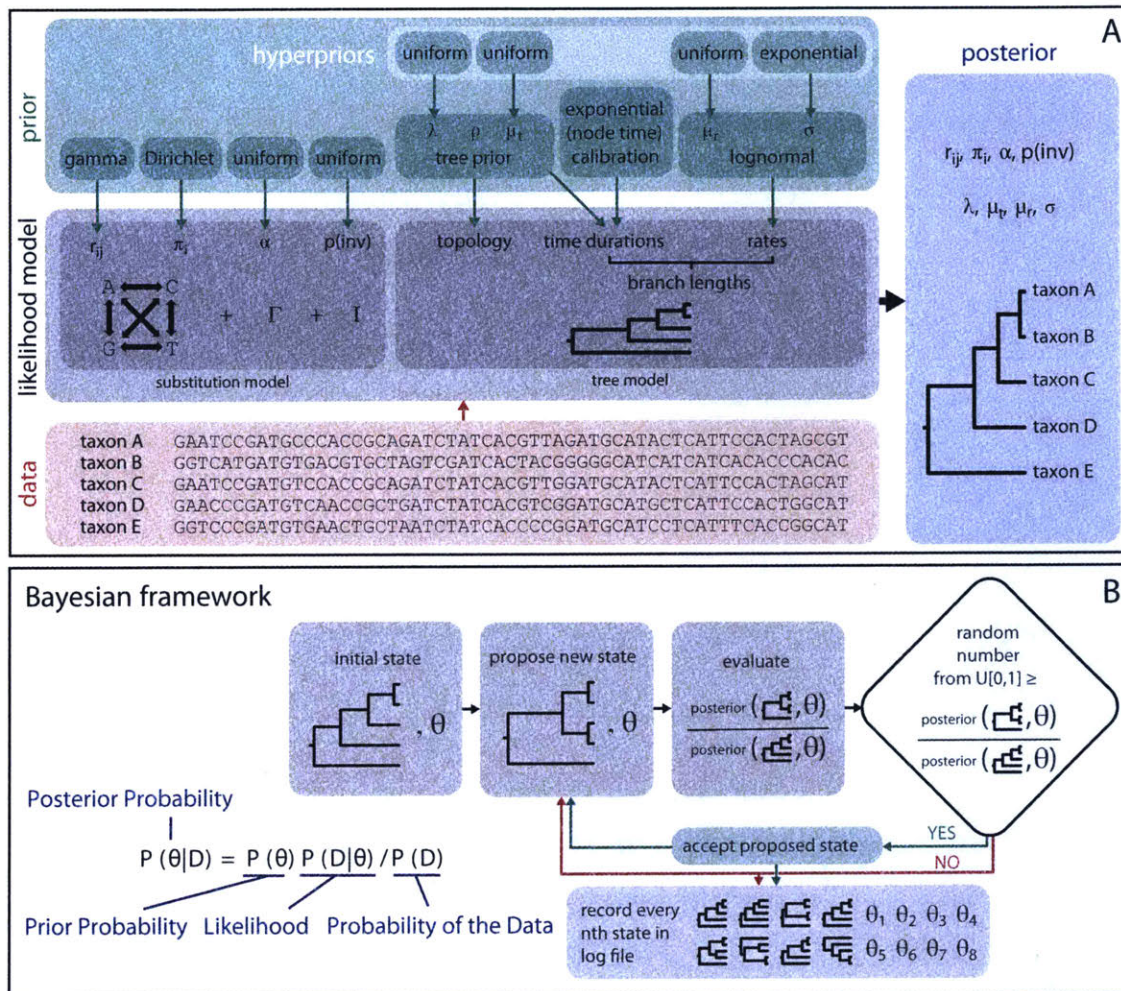 A
hyperpriors
uniform uniform uniform exponential
posterior
prior
exponential
(node time)
calibration
λ ρ μt
tree prior
μr σ
lognormal
gamma Dirichlet uniform uniform
rij, πi, α, p(inv)
λ, μt, μr, σ
likelihood model
rij πi α p(inv)
topology time durations rates
branch lengths
A C
G T
+ Γ + I
substitution model
tree model
taxon A
taxon B
taxon C
taxon D
taxon E
data
taxon A GAATCCGATGCCCACCGCAGATCTATCACGTTAGATGCATACTCATTCCACTAGCGT
taxon B GGTCATGATGTGACGTGCTAGTCGATCACTACGGGGGCATCATCATCACACCCACAC
taxon C GAATCCGATGTCCACCGCAGATCTATCACGTTGGATGCATACTCATTCCACTAGCAT
taxon D GAACCCGATGTCAACCGCTGATCTATCACGTCGGATGCATGCTCATTCCACTGGCAT
taxon E GGTCCCGATGTGAACTGCTAATCTATCACCCCGGATGCATCCTCATTTCACCGGCAT
Bayesian framework
B
initial state
, θ
propose new state
, θ
evaluate
posterior ( , θ)
posterior ( , θ)
random
number
from U[0,1] ≥
posterior ( , θ)
posterior ( , θ)
YES
accept proposed state
NO
Posterior Probability
P (θ|D) = P (θ) P (D|θ) / P (D)
Prior Probability Likelihood Probability of the Data
record every
nth state in
log file
θ1 θ2 θ3 θ4
θ5 θ6 θ7 θ8